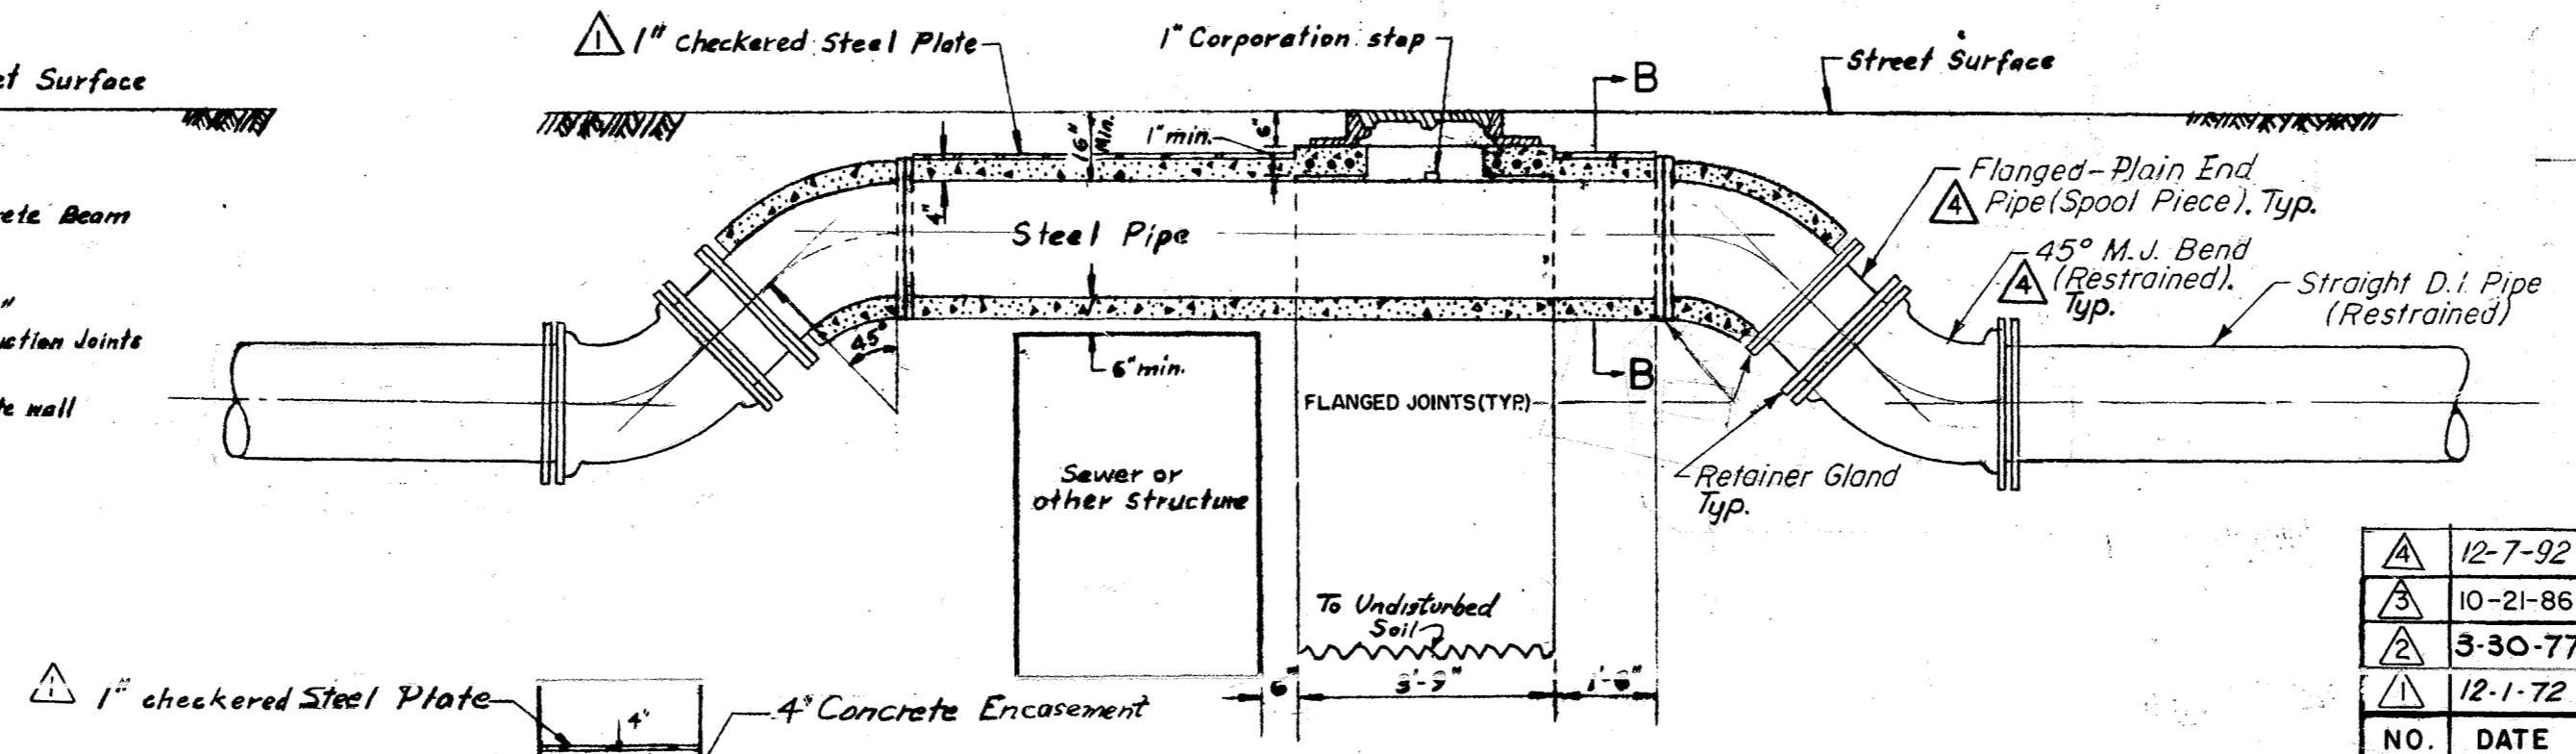 1" Checkered Steel Plate
1" Corporation stop
B
Street Surface
et Surface
16" Min.
1" min.
6"
rete Beam
4"
Steel Pipe
Flanged-Plain End
4 Pipe (Spool Piece). Typ.
45° M.J. Bend
4 (Restrained).
Typ.
Straight D.I. Pipe
(Restrained)
"
uction Joints
45°
6" min.
B
te wall
FLANGED JOINTS (TYP.)
Sewer or
other structure
Retainer Gland
Typ.
To Undisturbed
Soil
4 12-7-92
3 10-21-86
2 3-30-77
1 12-1-72
NO. DATE
6"
3'-9"
1 1" checkered Steel Plate
4"
4" Concrete Encasement